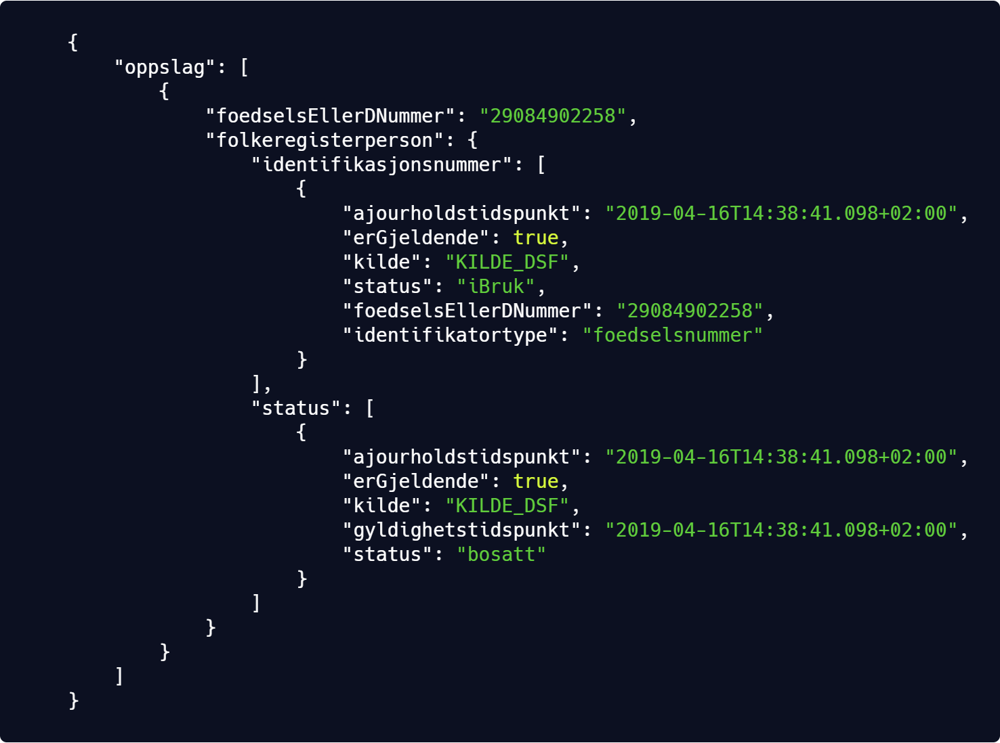 {
    "oppslag": [
        {
            "foedselsEllerDNummer": "29084902258",
            "folkeregisterperson": {
                "identifikasjonsnummer": [
                    {
                        "ajourholdstidspunkt": "2019-04-16T14:38:41.098+02:00",
                        "erGjeldende": true,
                        "kilde": "KILDE_DSF",
                        "status": "iBruk",
                        "foedselsEllerDNummer": "29084902258",
                        "identifikatortype": "foedselsnummer"
                    }
                ],
                "status": [
                    {
                        "ajourholdstidspunkt": "2019-04-16T14:38:41.098+02:00",
                        "erGjeldende": true,
                        "kilde": "KILDE_DSF",
                        "gyldighetstidspunkt": "2019-04-16T14:38:41.098+02:00",
                        "status": "bosatt"
                    }
                ]
            }
        }
    ]
}